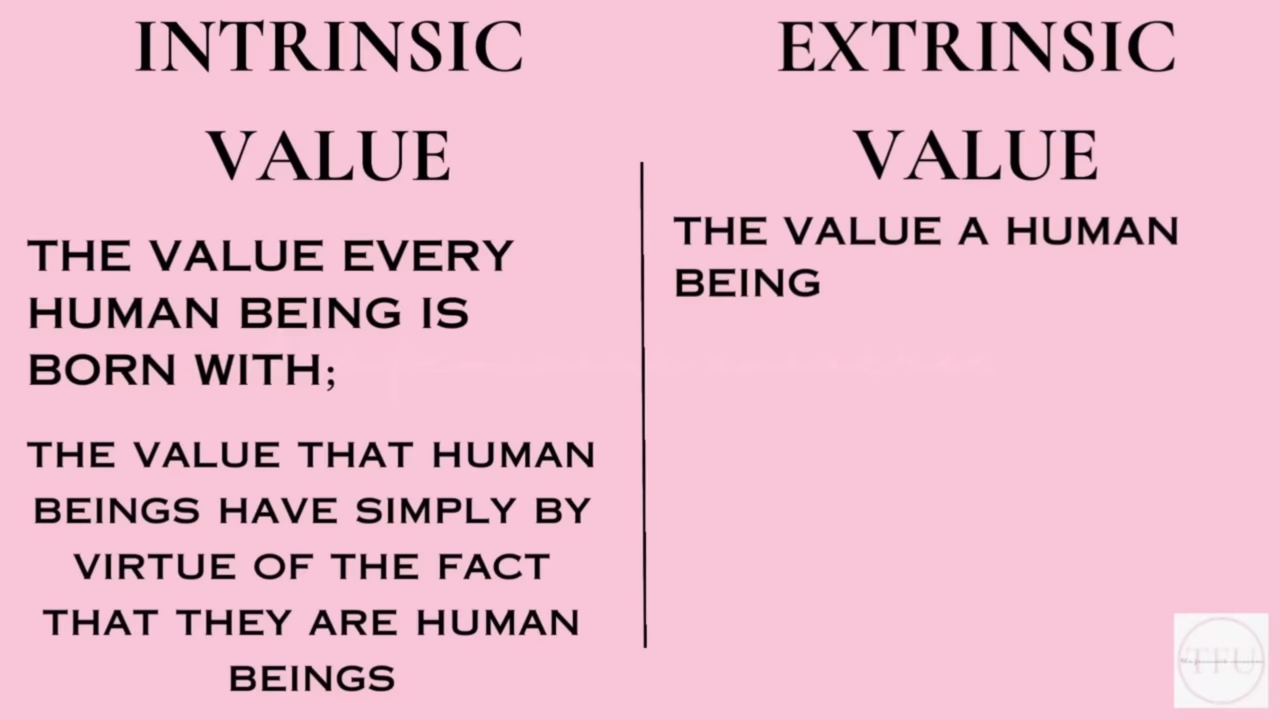 INTRINSIC
VALUE
THE VALUE EVERY
HUMAN BEING IS
BORN WITH;
THE VALUE THAT HUMAN
BEINGS HAVE SIMPLY BY
VIRTUE OF THE FACT
THAT THEY ARE HUMAN
BEINGS
EXTRINSIC
VALUE
THE VALUE A HUMAN
BEING
TFU